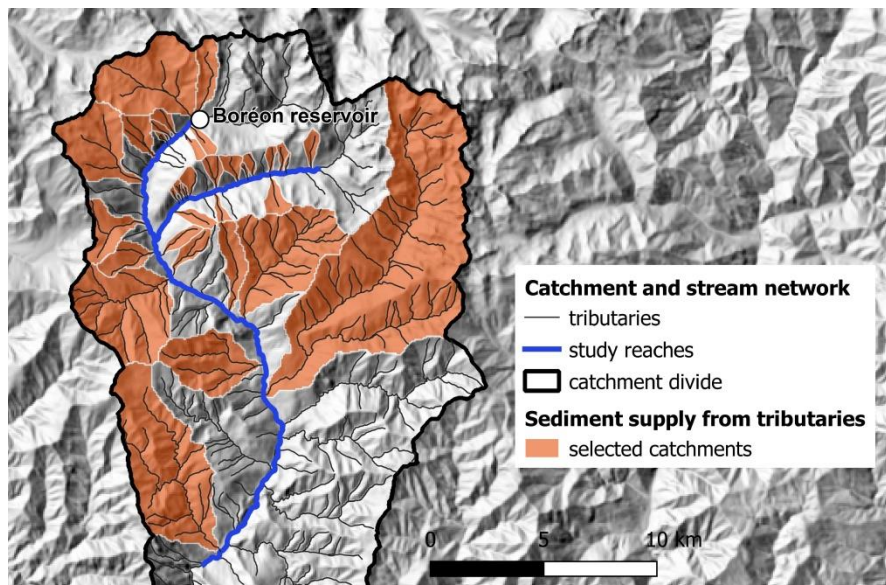 Boréon reservoir
Catchment and stream network
tributaries
study reaches
catchment divide
Sediment supply from tributaries
selected catchments
0 5 10 km